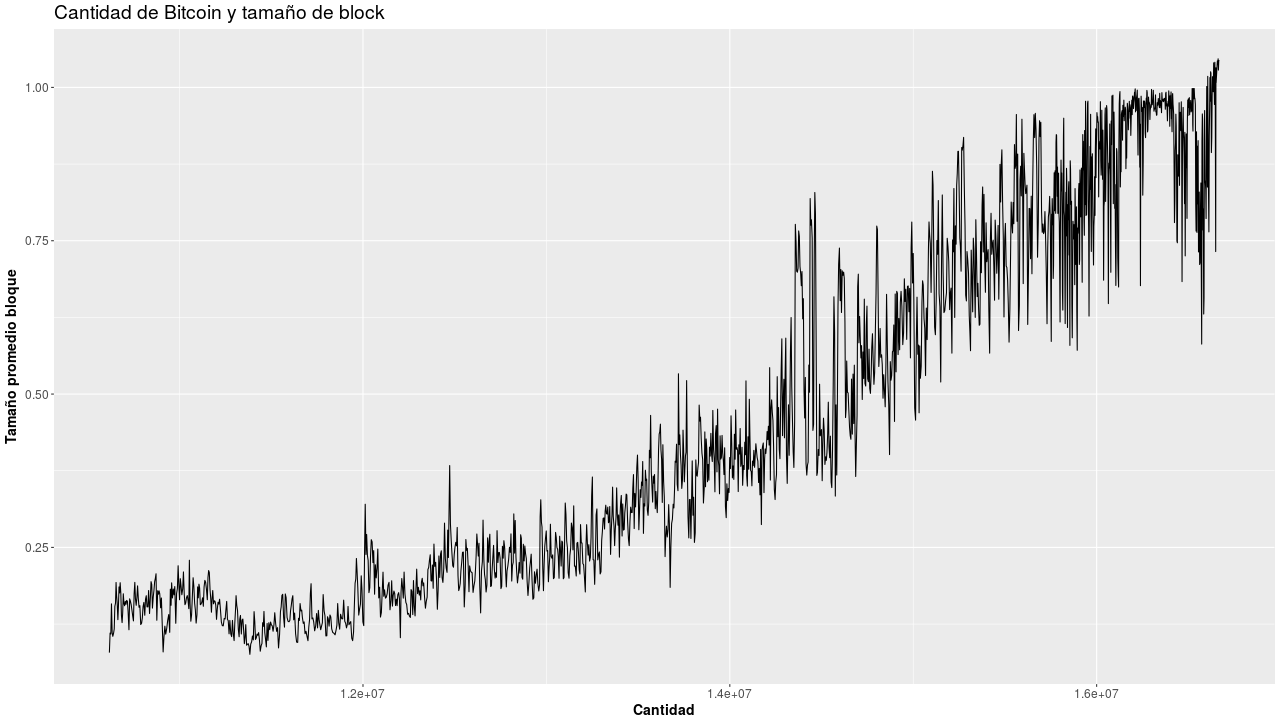 Cantidad de Bitcoin y tamaño de block
Tamaño promedio bloque
1.00
0.75
0.50
0.25
1.2e+07
1.4e+07
1.6e+07
Cantidad